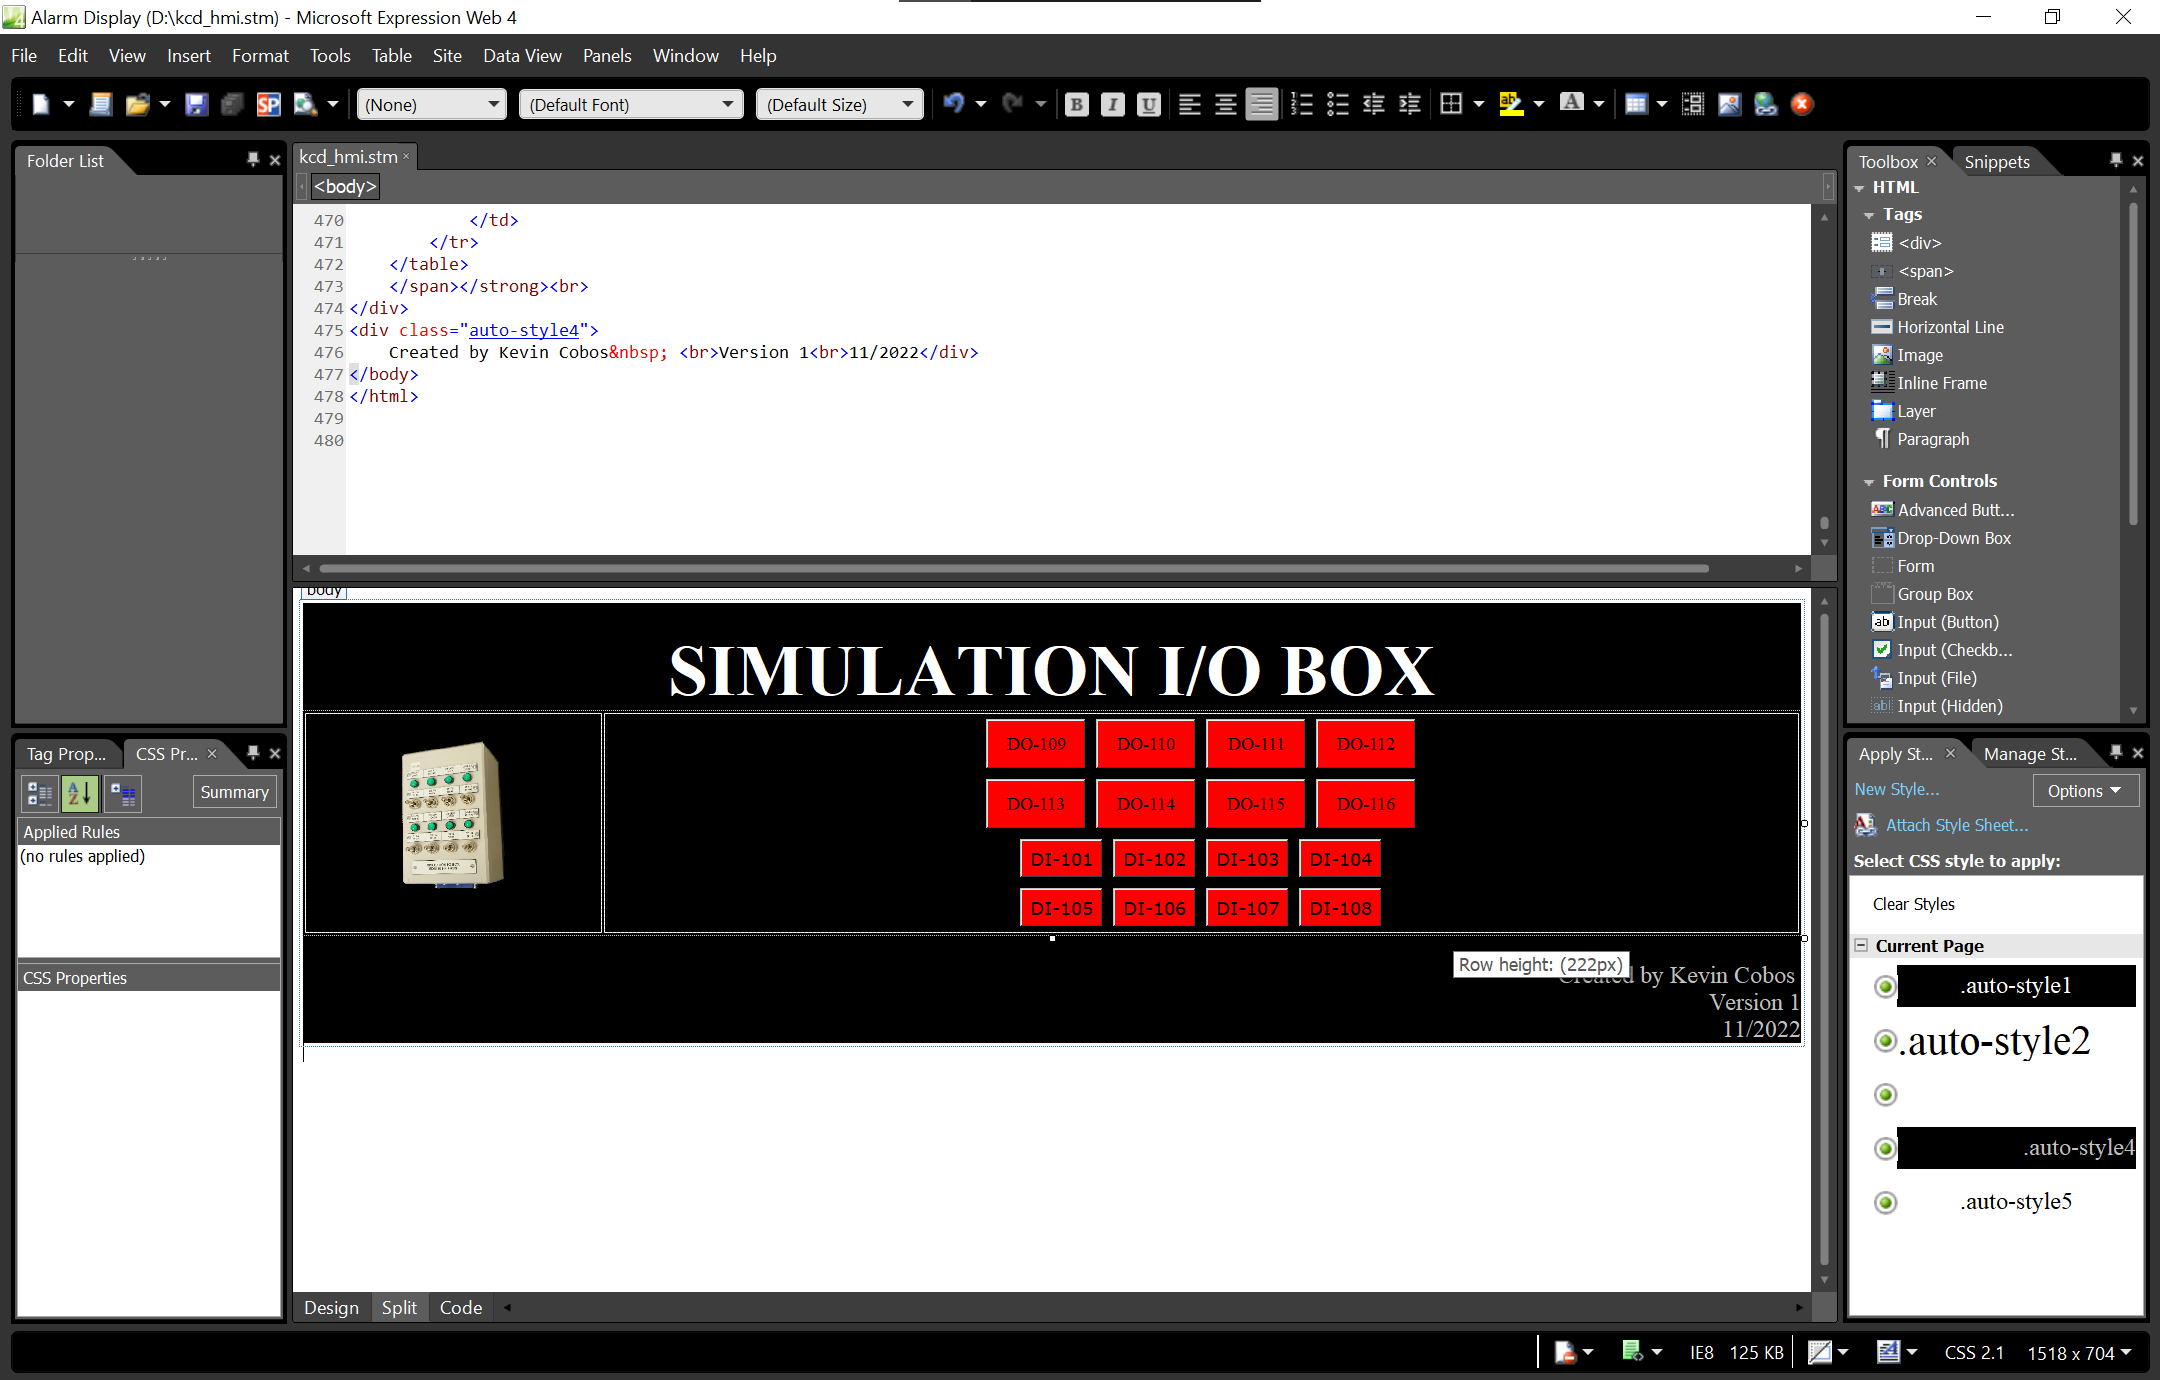 Alarm Display (D:\kcd_hmi.stm) - Microsoft Expression Web 4
File Edit View Insert Format Tools Table Site Data View Panels Window Help
(None) (Default Font) (Default Size)
Folder List
kcd_hmi.stm
<body>
470 </td>
471 </tr>
472 </table>
473 </span></strong><br>
474 </div>
475 <div class="auto-style4">
476 Created by Kevin Cobos&nbsp; <br>Version 1<br>11/2022</div>
477 </body>
478 </html>
479
480
body
SIMULATION I/O BOX
DO-109 DO-110 DO-111 DO-112
DO-113 DO-114 DO-115 DO-116
DI-101 DI-102 DI-103 DI-104
DI-105 DI-106 DI-107 DI-108
Row height: (222px)
Created by Kevin Cobos
Version 1
11/2022
Design Split Code
Tag Prop... CSS Pr...
Summary
Applied Rules
(no rules applied)
CSS Properties
Toolbox Snippets
HTML
Tags
<div>
<span>
Break
Horizontal Line
Image
Inline Frame
Layer
Paragraph
Form Controls
Advanced Butt...
Drop-Down Box
Form
Group Box
Input (Button)
Input (Checkb...
Input (File)
Input (Hidden)
Apply St... Manage St...
New Style... Options
Attach Style Sheet...
Select CSS style to apply:
Clear Styles
Current Page
.auto-style1
.auto-style2
.auto-style4
.auto-style5
IE8 125 KB CSS 2.1 1518 x 704